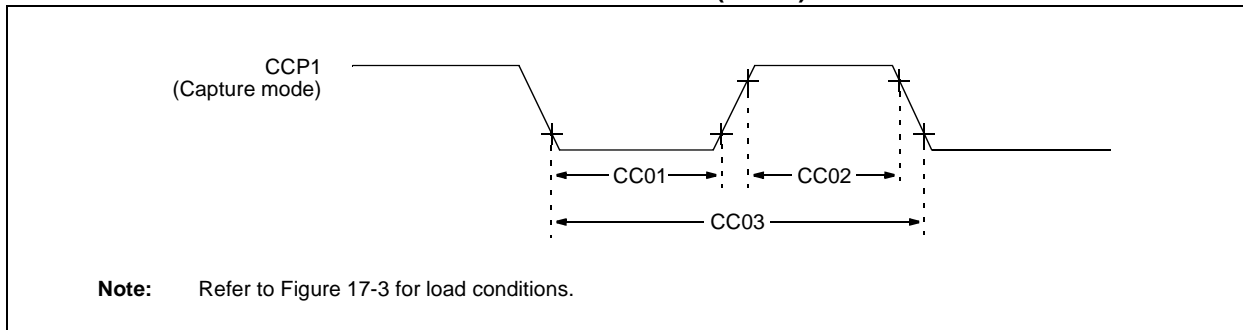 CCP1
(Capture mode)
CC01
CC02
CC03
Note: Refer to Figure 17-3 for load conditions.